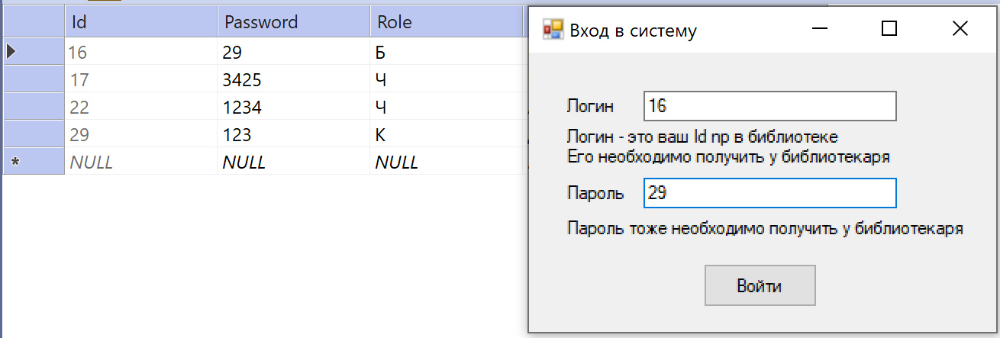 Id Password Role
16 29 Б
17 3425 Ч
22 1234 Ч
29 123 К
* NULL NULL NULL
Вход в систему
Логин 16
Логин - это ваш Id np в библиотеке
Его необходимо получить у библиотекаря
Пароль 29
Пароль тоже необходимо получить у библиотекаря
Войти